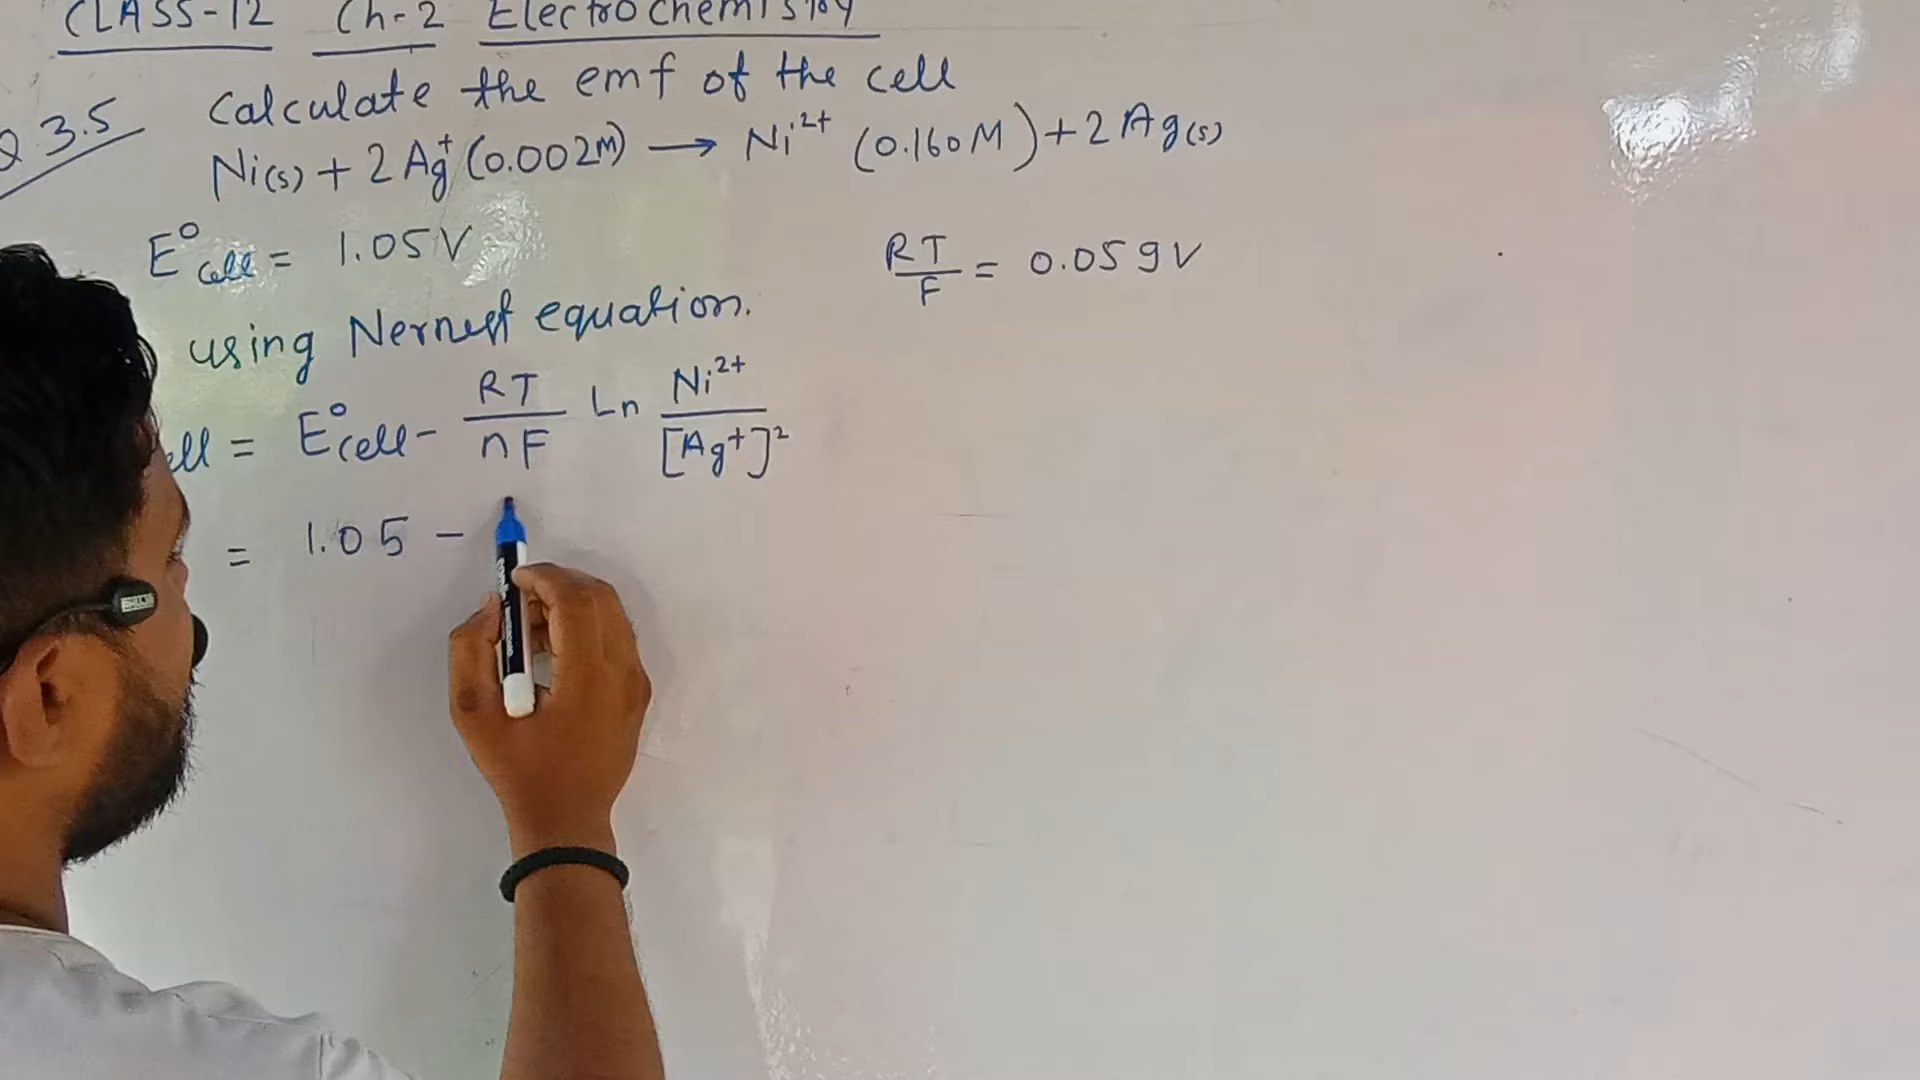 CLASS-12 Ch-2 Electrochemistry
Q 3.5 Calculate the emf of the cell
Ni(s) + 2Ag⁺(0.002M) → Ni²⁺ (0.160M) + 2Ag(s)
E°cell = 1.05V
RT/F = 0.059V
using Nernest equation.
ell = E°cell - RT/nF Ln Ni²⁺/[Ag⁺]²
= 1.05 -